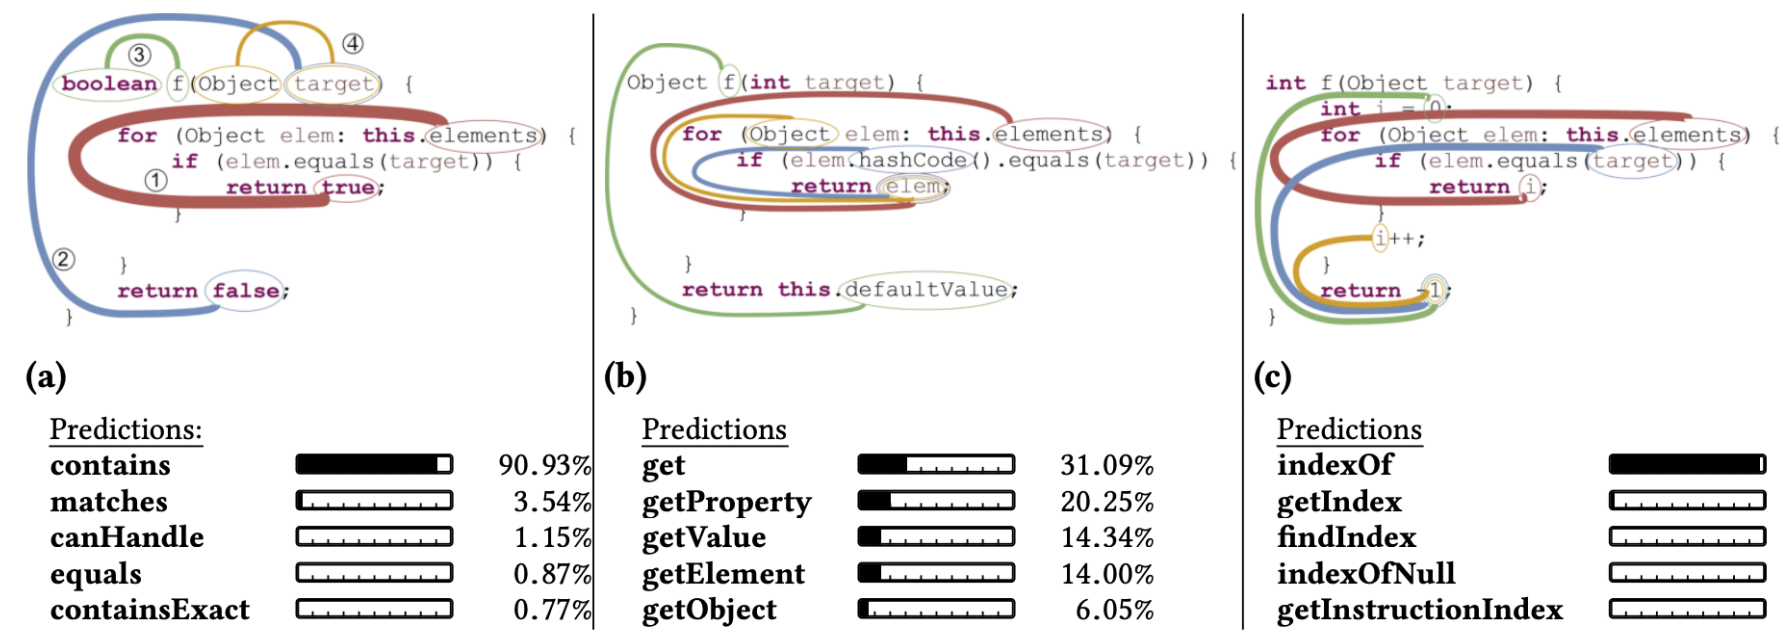 ③
④
boolean f(Object target) {
for (Object elem: this.elements) {
if (elem.equals(target)) {
①
return true;
}
②
}
return false;
}
(a)
Predictions:
contains 90.93%
matches 3.54%
canHandle 1.15%
equals 0.87%
containsExact 0.77%
Object f(int target) {
for (Object elem: this.elements) {
if (elem.hashCode().equals(target)) {
return elem;
}
}
return this.defaultValue;
}
(b)
Predictions
get 31.09%
getProperty 20.25%
getValue 14.34%
getElement 14.00%
getObject 6.05%
int f(Object target) {
int i = 0;
for (Object elem: this.elements) {
if (elem.equals(target)) {
return i;
}
i++;
}
return -1;
}
(c)
Predictions
indexOf
getIndex
findIndex
indexOfNull
getInstructionIndex